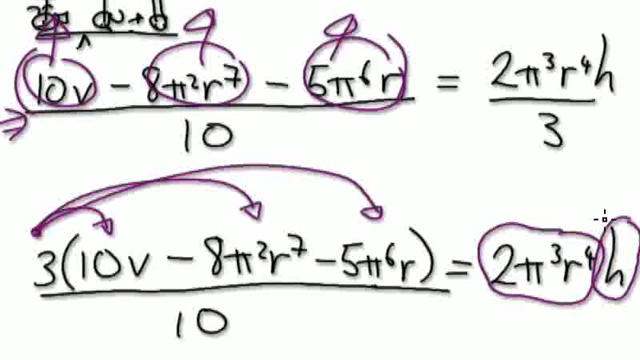 10v - 8π²r⁷ - 5π⁶r = 2π³r⁴h
10 3
3(10v - 8π²r⁷ - 5π⁶r) = 2π³r⁴h
10